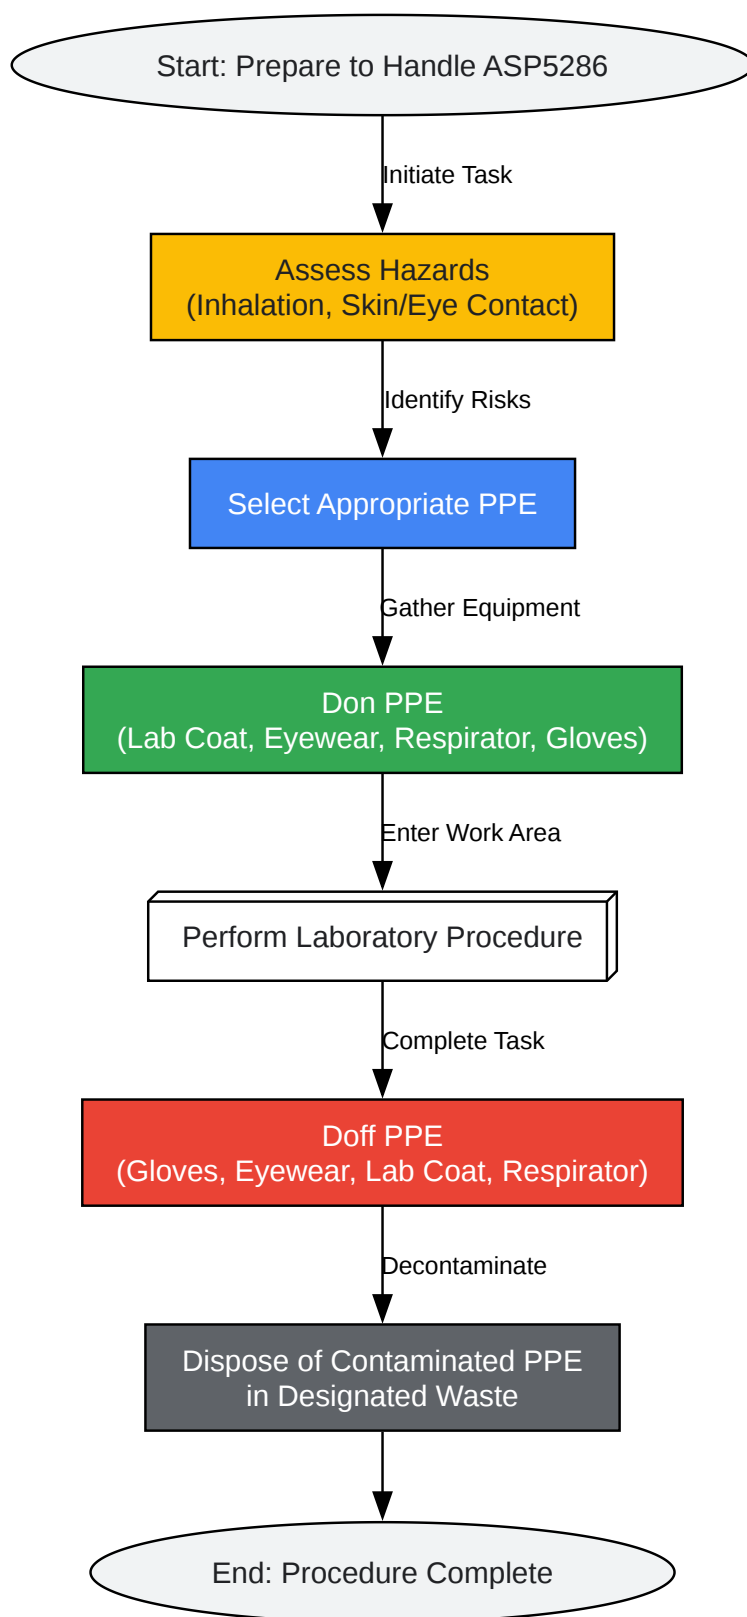 Start: Prepare to Handle ASP5286
Initiate Task
Assess Hazards
(Inhalation, Skin/Eye Contact)
Identify Risks
Select Appropriate PPE
Gather Equipment
Don PPE
(Lab Coat, Eyewear, Respirator, Gloves)
Enter Work Area
Perform Laboratory Procedure
Complete Task
Doff PPE
(Gloves, Eyewear, Lab Coat, Respirator)
Decontaminate
Dispose of Contaminated PPE
in Designated Waste
End: Procedure Complete